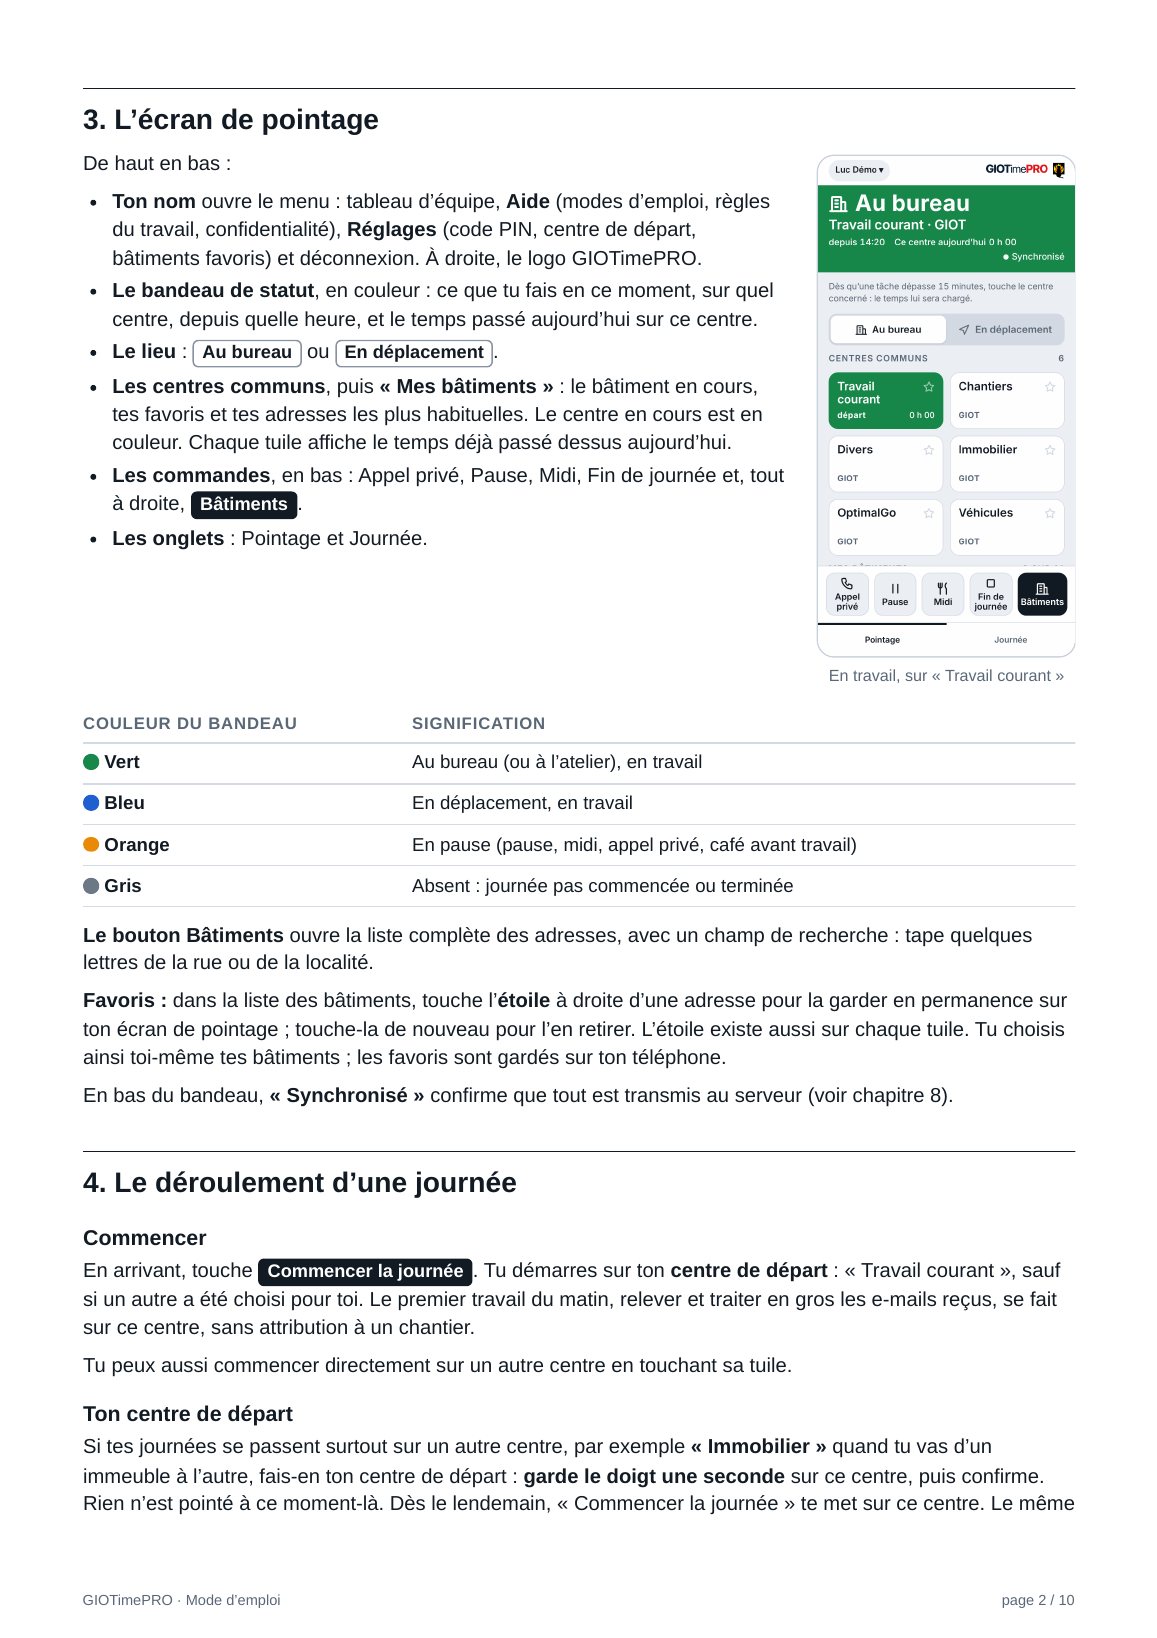 3. L’écran de pointage
De haut en bas :
• Ton nom ouvre le menu : tableau d’équipe, Aide (modes d’emploi, règles
du travail, confidentialité), Réglages (code PIN, centre de départ,
bâtiments favoris) et déconnexion. À droite, le logo GIOTimePRO.
• Le bandeau de statut, en couleur : ce que tu fais en ce moment, sur quel
centre, depuis quelle heure, et le temps passé aujourd’hui sur ce centre.
• Le lieu : Au bureau ou En déplacement.
• Les centres communs, puis « Mes bâtiments » : le bâtiment en cours,
tes favoris et tes adresses les plus habituelles. Le centre en cours est en
couleur. Chaque tuile affiche le temps déjà passé dessus aujourd’hui.
• Les commandes, en bas : Appel privé, Pause, Midi, Fin de journée et, tout
à droite, Bâtiments.
• Les onglets : Pointage et Journée.
Luc Démo ▾ GIOTimePRO
Au bureau
Travail courant · GIOT
depuis 14:20 Ce centre aujourd’hui 0 h 00
● Synchronisé
Dès qu’une tâche dépasse 15 minutes, touche le centre
concerné : le temps lui sera chargé.
Au bureau En déplacement
CENTRES COMMUNS 6
Travail
courant
départ 0 h 00
Chantiers
GIOT
Divers
GIOT
Immobilier
GIOT
OptimalGo
GIOT
Véhicules
GIOT
Appel
privé
Pause
Midi
Fin de
journée
Bâtiments
Pointage Journée
En travail, sur « Travail courant »
COULEUR DU BANDEAU SIGNIFICATION
Vert Au bureau (ou à l’atelier), en travail
Bleu En déplacement, en travail
Orange En pause (pause, midi, appel privé, café avant travail)
Gris Absent : journée pas commencée ou terminée
Le bouton Bâtiments ouvre la liste complète des adresses, avec un champ de recherche : tape quelques
lettres de la rue ou de la localité.
Favoris : dans la liste des bâtiments, touche l’étoile à droite d’une adresse pour la garder en permanence sur
ton écran de pointage ; touche-la de nouveau pour l’en retirer. L’étoile existe aussi sur chaque tuile. Tu choisis
ainsi toi-même tes bâtiments ; les favoris sont gardés sur ton téléphone.
En bas du bandeau, « Synchronisé » confirme que tout est transmis au serveur (voir chapitre 8).
4. Le déroulement d’une journée
Commencer
En arrivant, touche Commencer la journée. Tu démarres sur ton centre de départ : « Travail courant », sauf
si un autre a été choisi pour toi. Le premier travail du matin, relever et traiter en gros les e-mails reçus, se fait
sur ce centre, sans attribution à un chantier.
Tu peux aussi commencer directement sur un autre centre en touchant sa tuile.
Ton centre de départ
Si tes journées se passent surtout sur un autre centre, par exemple « Immobilier » quand tu vas d’un
immeuble à l’autre, fais-en ton centre de départ : garde le doigt une seconde sur ce centre, puis confirme.
Rien n’est pointé à ce moment-là. Dès le lendemain, « Commencer la journée » te met sur ce centre. Le même
GIOTimePRO · Mode d’emploi page 2 / 10